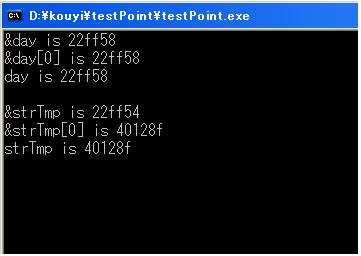 D:¥kouyi¥testPoint¥testPoint.exe
&day is 22ff58
&day[0] is 22ff58
day is 22ff58
&strTmp is 22ff54
&strTmp[0] is 40128f
strTmp is 40128f